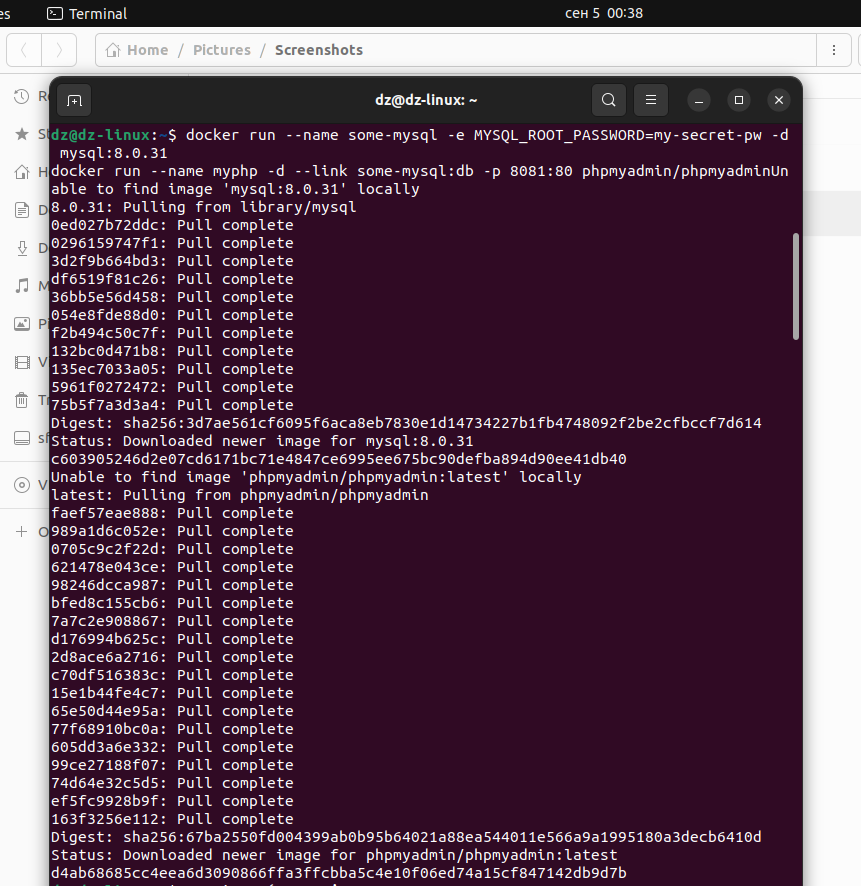 es
Terminal
сен 5 00:38
Home / Pictures / Screenshots
dz@dz-linux: ~
dz@dz-linux:~$ docker run --name some-mysql -e MYSQL_ROOT_PASSWORD=my-secret-pw -d
mysql:8.0.31
docker run --name myphp -d --link some-mysql:db -p 8081:80 phpmyadmin/phpmyadminUn
able to find image 'mysql:8.0.31' locally
8.0.31: Pulling from library/mysql
0ed027b72ddc: Pull complete
0296159747f1: Pull complete
3d2f9b664bd3: Pull complete
df6519f81c26: Pull complete
36bb5e56d458: Pull complete
054e8fde88d0: Pull complete
f2b494c50c7f: Pull complete
132bc0d471b8: Pull complete
135ec7033a05: Pull complete
5961f0272472: Pull complete
75b5f7a3d3a4: Pull complete
Digest: sha256:3d7ae561cf6095f6aca8eb7830e1d14734227b1fb4748092f2be2cfbccf7d614
Status: Downloaded newer image for mysql:8.0.31
c603905246d2e07cd6171bc71e4847ce6995ee675bc90defba894d90ee41db40
Unable to find image 'phpmyadmin/phpmyadmin:latest' locally
latest: Pulling from phpmyadmin/phpmyadmin
faef57eae888: Pull complete
989a1d6c052e: Pull complete
0705c9c2f22d: Pull complete
621478e043ce: Pull complete
98246dcca987: Pull complete
bfed8c155cb6: Pull complete
7a7c2e908867: Pull complete
d176994b625c: Pull complete
2d8ace6a2716: Pull complete
c70df516383c: Pull complete
15e1b44fe4c7: Pull complete
65e50d44e95a: Pull complete
77f68910bc0a: Pull complete
605dd3a6e332: Pull complete
99ce27188f07: Pull complete
74d64e32c5d5: Pull complete
ef5fc9928b9f: Pull complete
163f3256e112: Pull complete
Digest: sha256:67ba2550fd004399ab0b95b64021a88ea544011e566a9a1995180a3decb6410d
Status: Downloaded newer image for phpmyadmin/phpmyadmin:latest
d4ab68685cc4eea6d3090866ffa3ffcbba5c4e10f06ed74a15cf847142db9d7b